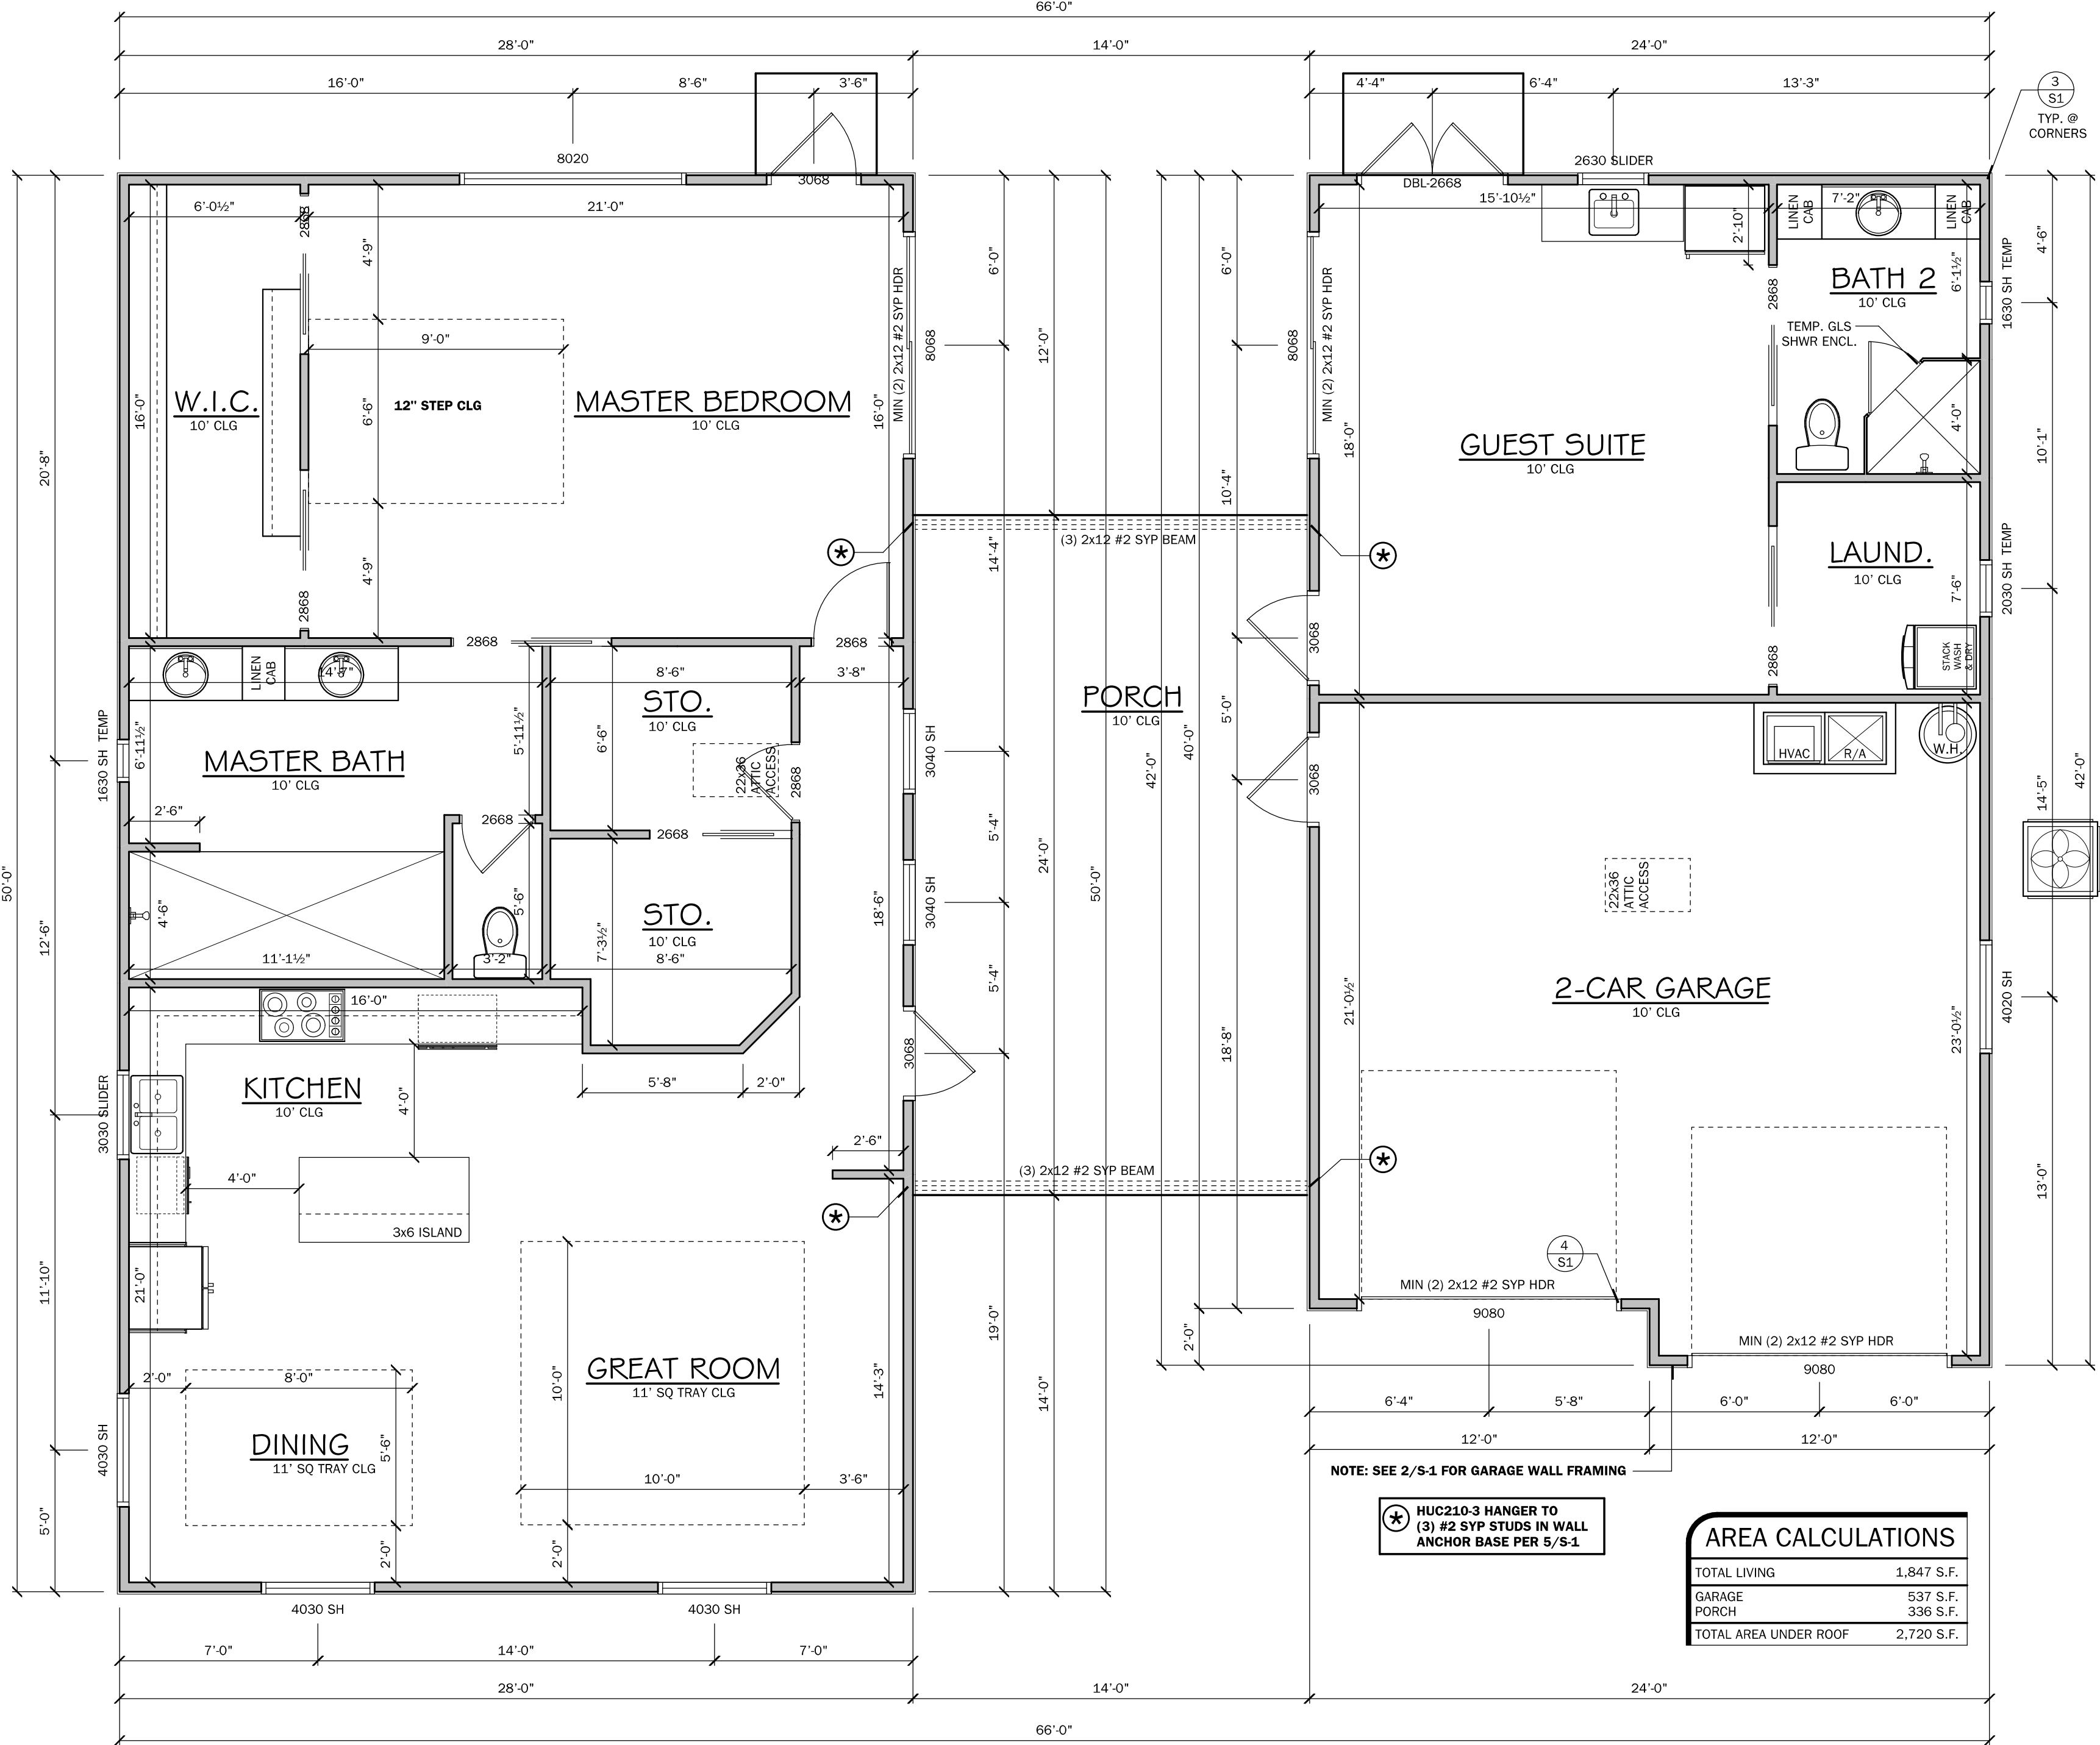 66'-0"
28'-0"
14'-0"
24'-0"
16'-0"
8'-6"
3'-6"
4'-4"
6'-4"
13'-3"
3
S1
TYP. @
CORNERS
8020
3068
DBL-2668
2630 SLIDER
6'-0½"
2868
21'-0"
15'-10½"
7'-2"
LINEN
CAB
LINEN
CAB
2'-10"
4'-9"
6'-0"
12'-0"
6'-0"
4'-6"
BATH 2
10' CLG
6'-1½"
1630 SH TEMP
2868
TEMP. GLS
SHWR ENCL.
MIN (2) 2x12 #2 SYP HDR
8068
8068
MIN (2) 2x12 #2 SYP HDR
9'-0"
W.I.C.
10' CLG
16'-0"
6'-6"
12" STEP CLG
MASTER BEDROOM
10' CLG
16'-0"
18'-0"
GUEST SUITE
10' CLG
4'-0"
10'-1"
20'-8"
10'-4"
4'-9"
2868
14'-4"
(3) 2x12 #2 SYP BEAM
LAUND.
10' CLG
7'-6"
2030 SH TEMP
2868
2868
3068
2868
STACK
WASH
& DRY
LINEN
CAB
14'-7"
8'-6"
3'-8"
STO.
10' CLG
PORCH
10' CLG
5'-0"
6'-11½"
MASTER BATH
10' CLG
5'-11½"
6'-6"
22x36
ATTIC
ACCESS
2868
3040 SH
42'-0"
40'-0"
3068
HVAC
R/A
W.H.
1630 SH TEMP
2'-6"
2668
2668
5'-4"
24'-0"
50'-0"
14'-5"
42'-0"
50'-0"
12'-6"
4'-6"
5'-6"
STO.
10' CLG
7'-3½"
8'-6"
18'-6"
3040 SH
22x36
ATTIC
ACCESS
11'-1½"
3'-2"
16'-0"
5'-4"
2-CAR GARAGE
10' CLG
21'-0½"
23'-0½"
4020 SH
3068
18'-8"
KITCHEN
10' CLG
4'-0"
5'-8"
2'-0"
3030 SLIDER
2'-6"
4'-0"
(3) 2x12 #2 SYP BEAM
13'-0"
3x6 ISLAND
11'-10"
21'-0"
4
S1
MIN (2) 2x12 #2 SYP HDR
9080
19'-0"
2'-0"
MIN (2) 2x12 #2 SYP HDR
9080
2'-0"
8'-0"
10'-0"
GREAT ROOM
11' SQ TRAY CLG
14'-3"
14'-0"
6'-4"
5'-8"
6'-0"
6'-0"
4030 SH
DINING
11' SQ TRAY CLG
5'-6"
12'-0"
12'-0"
10'-0"
3'-6"
NOTE: SEE 2/S-1 FOR GARAGE WALL FRAMING
5'-0"
2'-0"
2'-0"
* HUC210-3 HANGER TO
(3) #2 SYP STUDS IN WALL
ANCHOR BASE PER 5/S-1
AREA CALCULATIONS
TOTAL LIVING 1,847 S.F.
GARAGE 537 S.F.
PORCH 336 S.F.
TOTAL AREA UNDER ROOF 2,720 S.F.
4030 SH
4030 SH
7'-0"
14'-0"
7'-0"
28'-0"
14'-0"
24'-0"
66'-0"